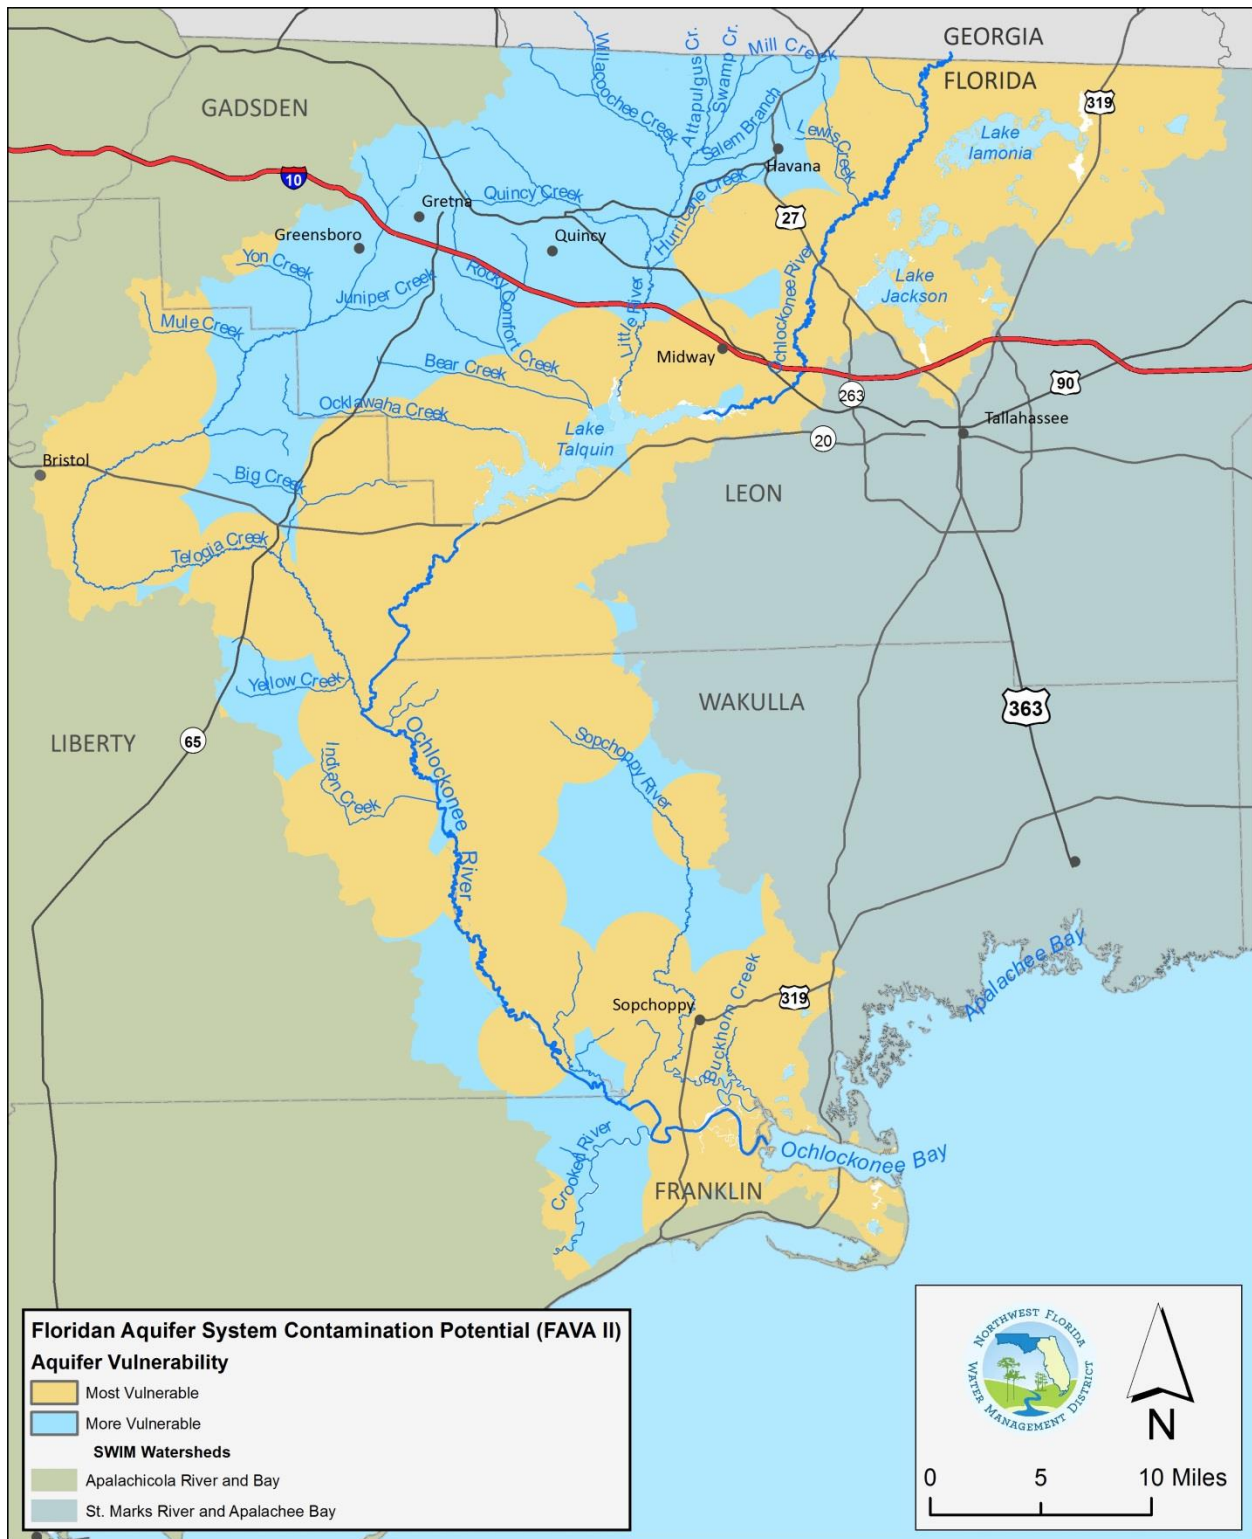 GEORGIA
FLORIDA
Willacoochee Creek
Attapulgus Cr.
Swamp Cr.
Mill Creek
GADSDEN
319
Lake
Iamonia
Salem Branch
Lewis Creek
Havana
10
Quincy Creek
Hurricane Creek
Gretna
27
Greensboro
Quincy
Yon Creek
Juniper Creek
Rocky Comfort
Creek
Little River
Ochlockonee River
Lake
Jackson
Mule Creek
Midway
Bear Creek
263
90
Ocklawaha Creek
Lake
Talquin
Tallahassee
20
Bristol
Big Creek
LEON
Telogia Creek
Yellow Creek
WAKULLA
363
LIBERTY
65
Ochlockonee
River
Indian Creek
Sopchoppy River
Apalachee Bay
Sopchoppy
319
Buckhorn Creek
Crooked River
Ochlockonee Bay
FRANKLIN
Floridan Aquifer System Contamination Potential (FAVA II)
Aquifer Vulnerability
Most Vulnerable
More Vulnerable
SWIM Watersheds
Apalachicola River and Bay
St. Marks River and Apalachee Bay
NORTHWEST FLORIDA
WATER MANAGEMENT DISTRICT
N
0 5 10 Miles